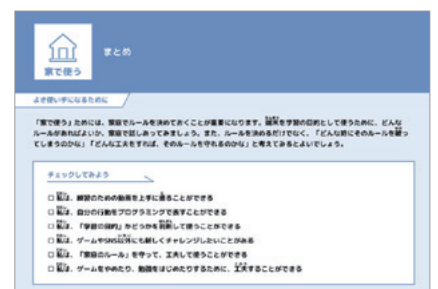 まとめ
家で使う
よき使い手になるために
「家で使う」ためには、家庭でルールを決めておくことが重要になります。端末を学習の目的として使うために、どんな
ルールがあればよいか、家庭で話しあってみましょう。また、ルールを決めるだけでなく、「どんな時にそのルールを破っ
てしまうのかな」「どんな工夫をすれば、そのルールを守れるのかな」と考えてみるとよいでしょう。
チェックしてみよう
□ 私は、練習のための動画を上手に撮ることができる
□ 私は、自分の行動をプログラミングで表すことができる
□ 私は、「学習の目的」かどうかを判断して使うことができる
□ 私は、ゲームやSNS以外にも新しくチャレンジしたいことがある
□ 私は、「家庭のルール」を守って、工夫して使うことができる
□ 私は、ゲームをやめたり、勉強をはじめたりするために、工夫することができる